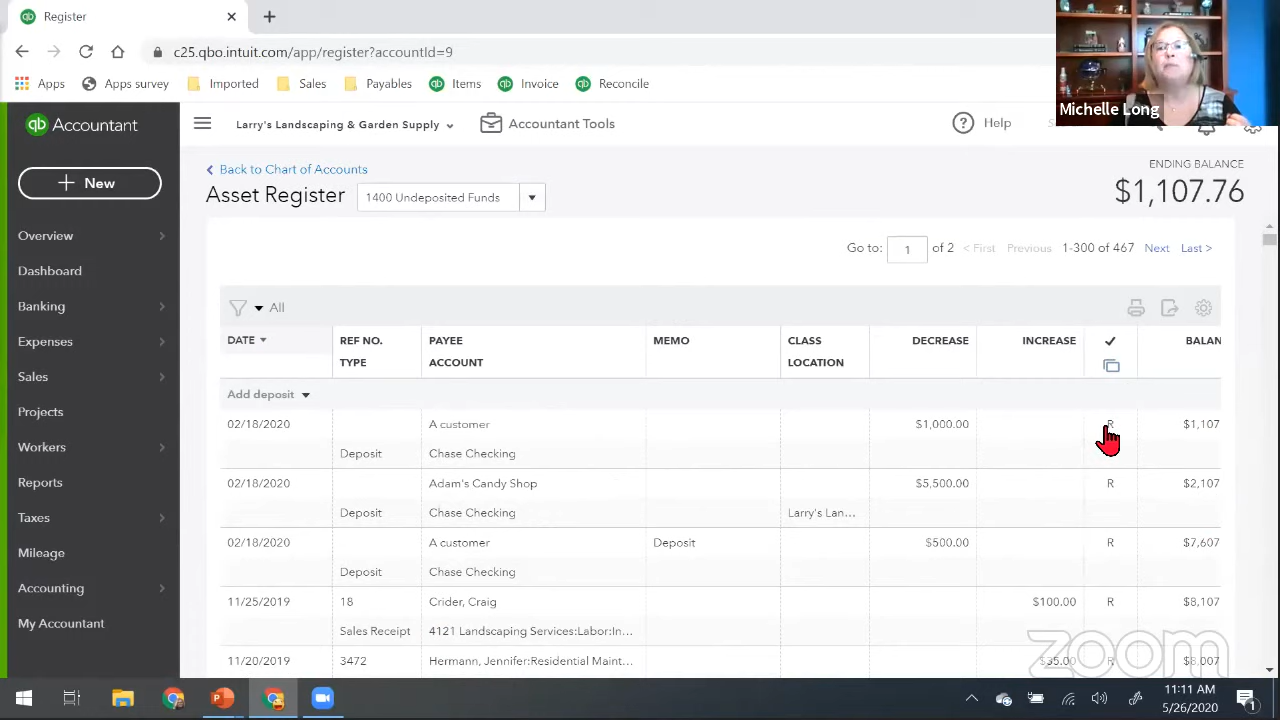 Register
c25.qbo.intuit.com/app/register?accountId=9
Apps Apps survey Imported Sales Payables Items Invoice Reconcile
Michelle Long
qb Accountant
Larry's Landscaping & Garden Supply
Accountant Tools
Help
New
Overview
Dashboard
Banking
Expenses
Sales
Projects
Workers
Reports
Taxes
Mileage
Accounting
My Accountant
Back to Chart of Accounts
Asset Register
1400 Undeposited Funds
ENDING BALANCE
$1,107.76
Go to: 1 of 2 < First Previous 1-300 of 467 Next Last >
All
DATE REF NO. PAYEE MEMO CLASS DECREASE INCREASE ✓ BALAN
TYPE ACCOUNT LOCATION
Add deposit
02/18/2020 A customer $1,000.00 R $1,107
Deposit Chase Checking
02/18/2020 Adam's Candy Shop $5,500.00 R $2,107
Deposit Chase Checking Larry's Lan...
02/18/2020 A customer Deposit $500.00 R $7,607
Deposit Chase Checking
11/25/2019 18 Crider, Craig $100.00 R $8,107
Sales Receipt 4121 Landscaping Services:Labor:In...
11/20/2019 3472 Hermann, Jennifer:Residential Maint... $35.00 R $8,007
zoom
11:11 AM
5/26/2020
1